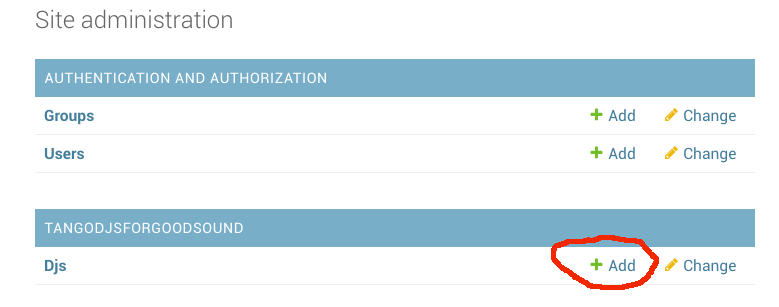 Site administration
AUTHENTICATION AND AUTHORIZATION
Groups Add Change
Users Add Change
TANGODJSFORGOODSOUND
Djs Add Change